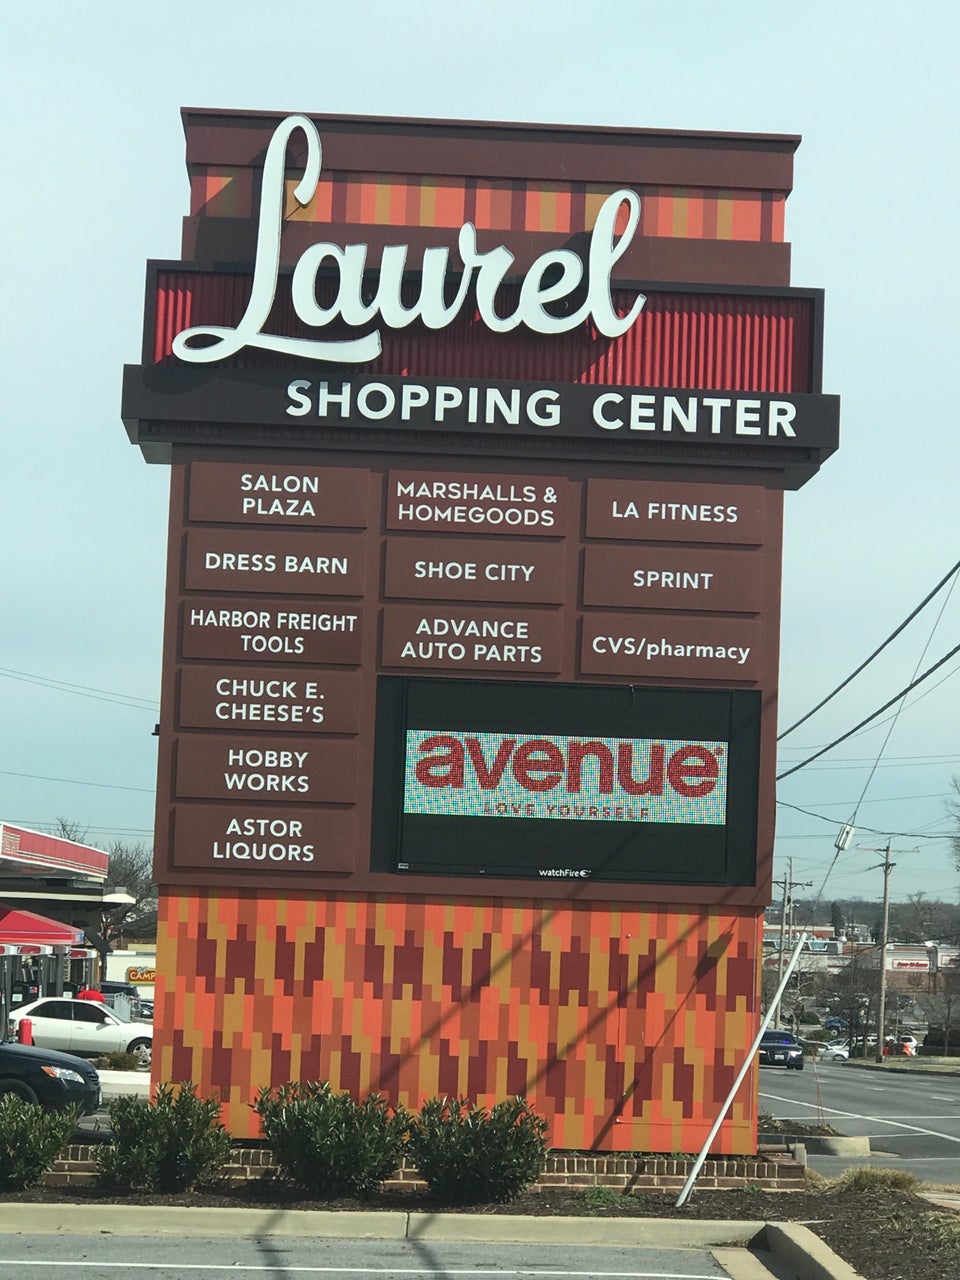 Laurel
SHOPPING CENTER
SALON
PLAZA
MARSHALLS &
HOMEGOODS
LA FITNESS
DRESS BARN
SHOE CITY
SPRINT
HARBOR FREIGHT
TOOLS
ADVANCE
AUTO PARTS
CVS/pharmacy
CHUCK E.
CHEESE'S
HOBBY
WORKS
ASTOR
LIQUORS
avenue
LOVE YOURSELF
watchFire
CAMP